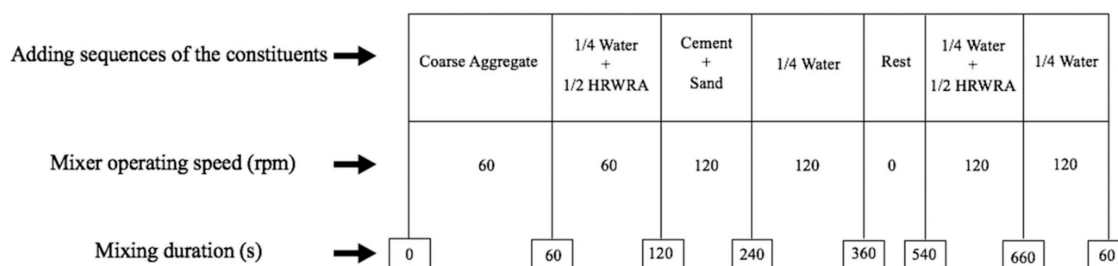 Adding sequences of the constituents
Coarse Aggregate
1/4 Water
+
1/2 HRWRA
Cement
+
Sand
1/4 Water
Rest
1/4 Water
+
1/2 HRWRA
1/4 Water
Mixer operating speed (rpm)
60
60
120
120
0
120
120
Mixing duration (s)
0
60
120
240
360
540
660
60